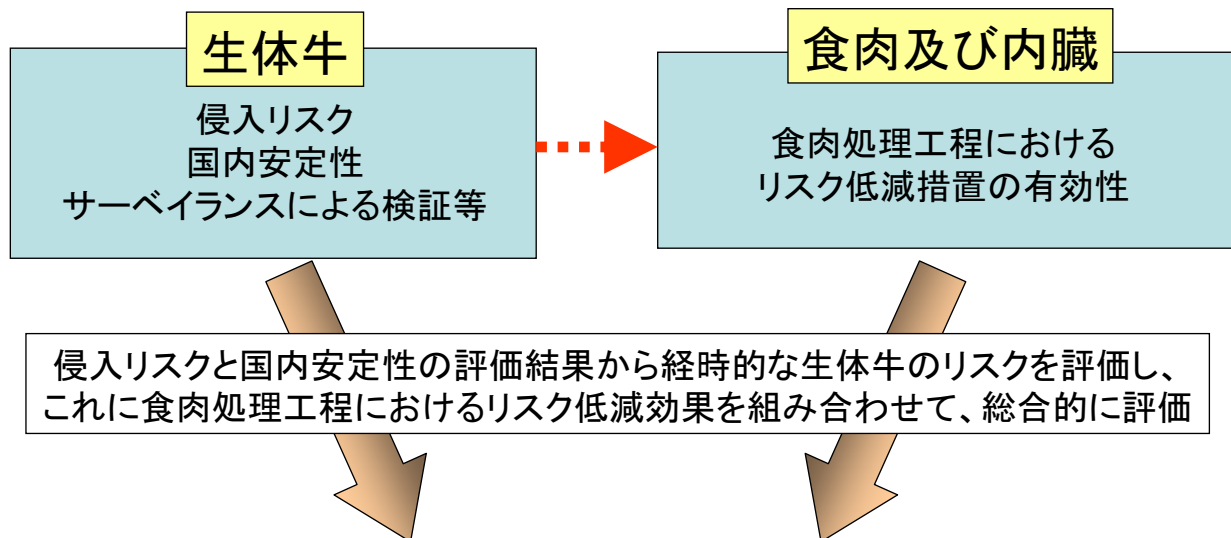 生体牛
侵入リスク
国内安定性
サーベイランスによる検証等
食肉及び内臓
食肉処理工程における
リスク低減措置の有効性
侵入リスクと国内安定性の評価結果から経時的な生体牛のリスクを評価し、
これに食肉処理工程におけるリスク低減効果を組み合わせて、総合的に評価